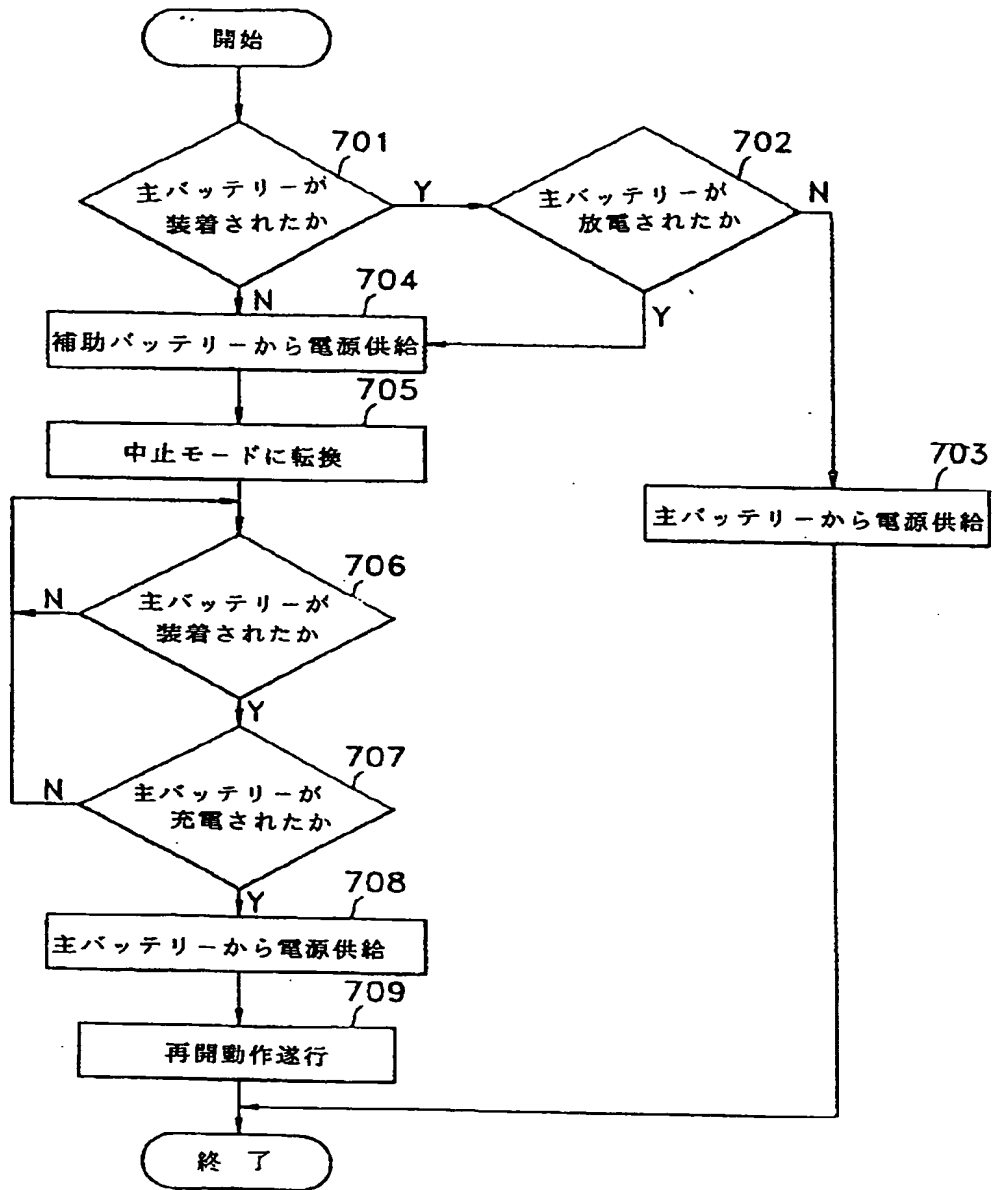 開始
701
主バッテリーが
装着されたか
Y
N
702
主バッテリーが
放電されたか
N
Y
704
補助バッテリーから電源供給
705
中止モードに転換
703
主バッテリーから電源供給
706
主バッテリーが
装着されたか
N
Y
707
主バッテリーが
充電されたか
N
Y
708
主バッテリーから電源供給
709
再開動作遂行
終了